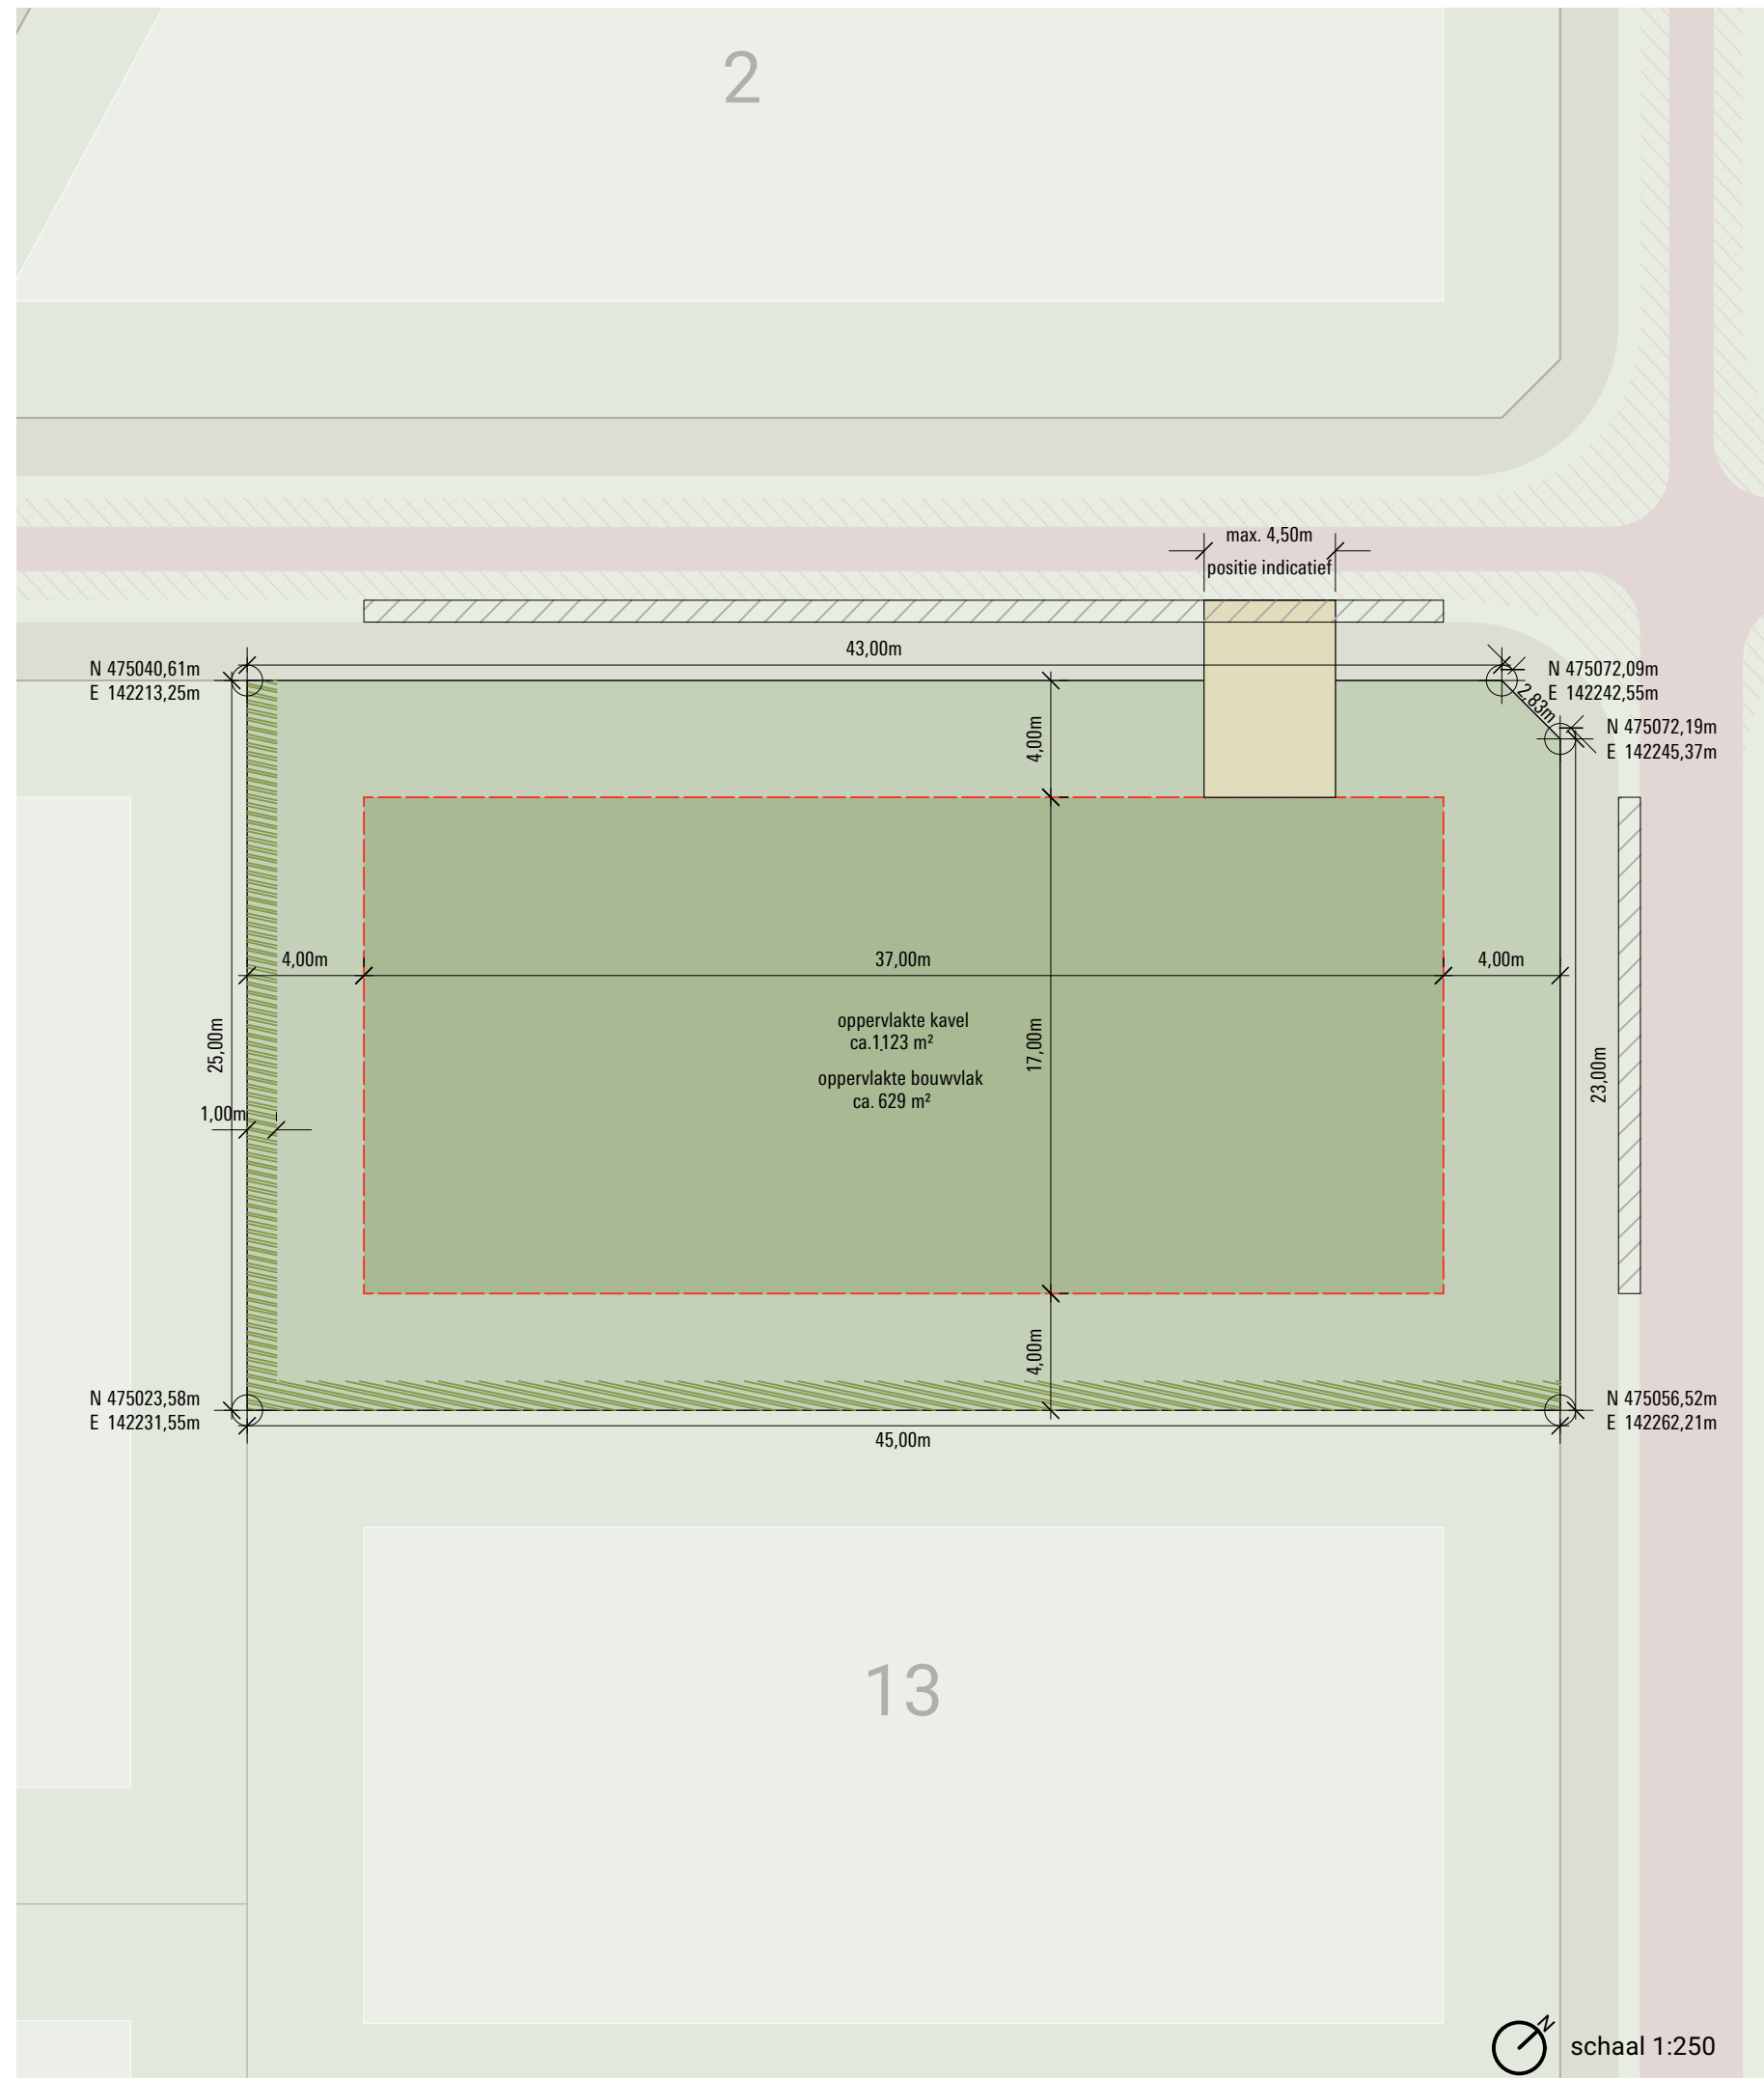 2
max. 4,50m
positie indicatief
43,00m
N 475040,61m
E 142213,25m
N 475072,09m
E 142242,55m
2,83m
N 475072,19m
E 142245,37m
4,00m
4,00m
37,00m
4,00m
oppervlakte kavel
ca.1.123 m²
oppervlakte bouwvlak
ca. 629 m²
25,00m
17,00m
23,00m
1,00m
4,00m
N 475023,58m
E 142231,55m
N 475056,52m
E 142262,21m
45,00m
13
N
schaal 1:250